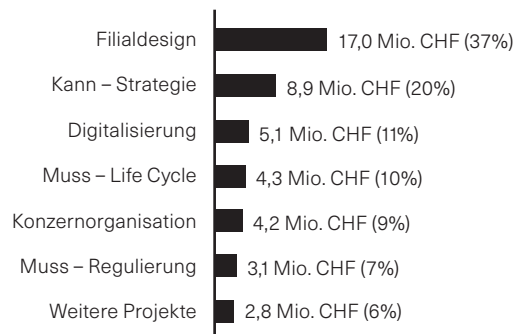 Filialdesign 17,0 Mio. CHF (37%)
Kann – Strategie 8,9 Mio. CHF (20%)
Digitalisierung 5,1 Mio. CHF (11%)
Muss – Life Cycle 4,3 Mio. CHF (10%)
Konzernorganisation 4,2 Mio. CHF (9%)
Muss – Regulierung 3,1 Mio. CHF (7%)
Weitere Projekte 2,8 Mio. CHF (6%)